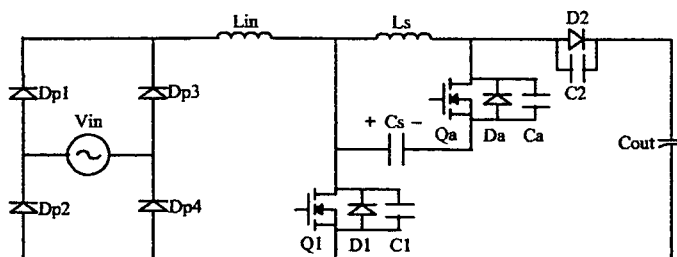 Lin
Ls
D2
Dp1
Dp3
C2
Vin
+ Cs −
Qa
Da
Ca
Cout
Dp2
Dp4
Q1
D1
C1